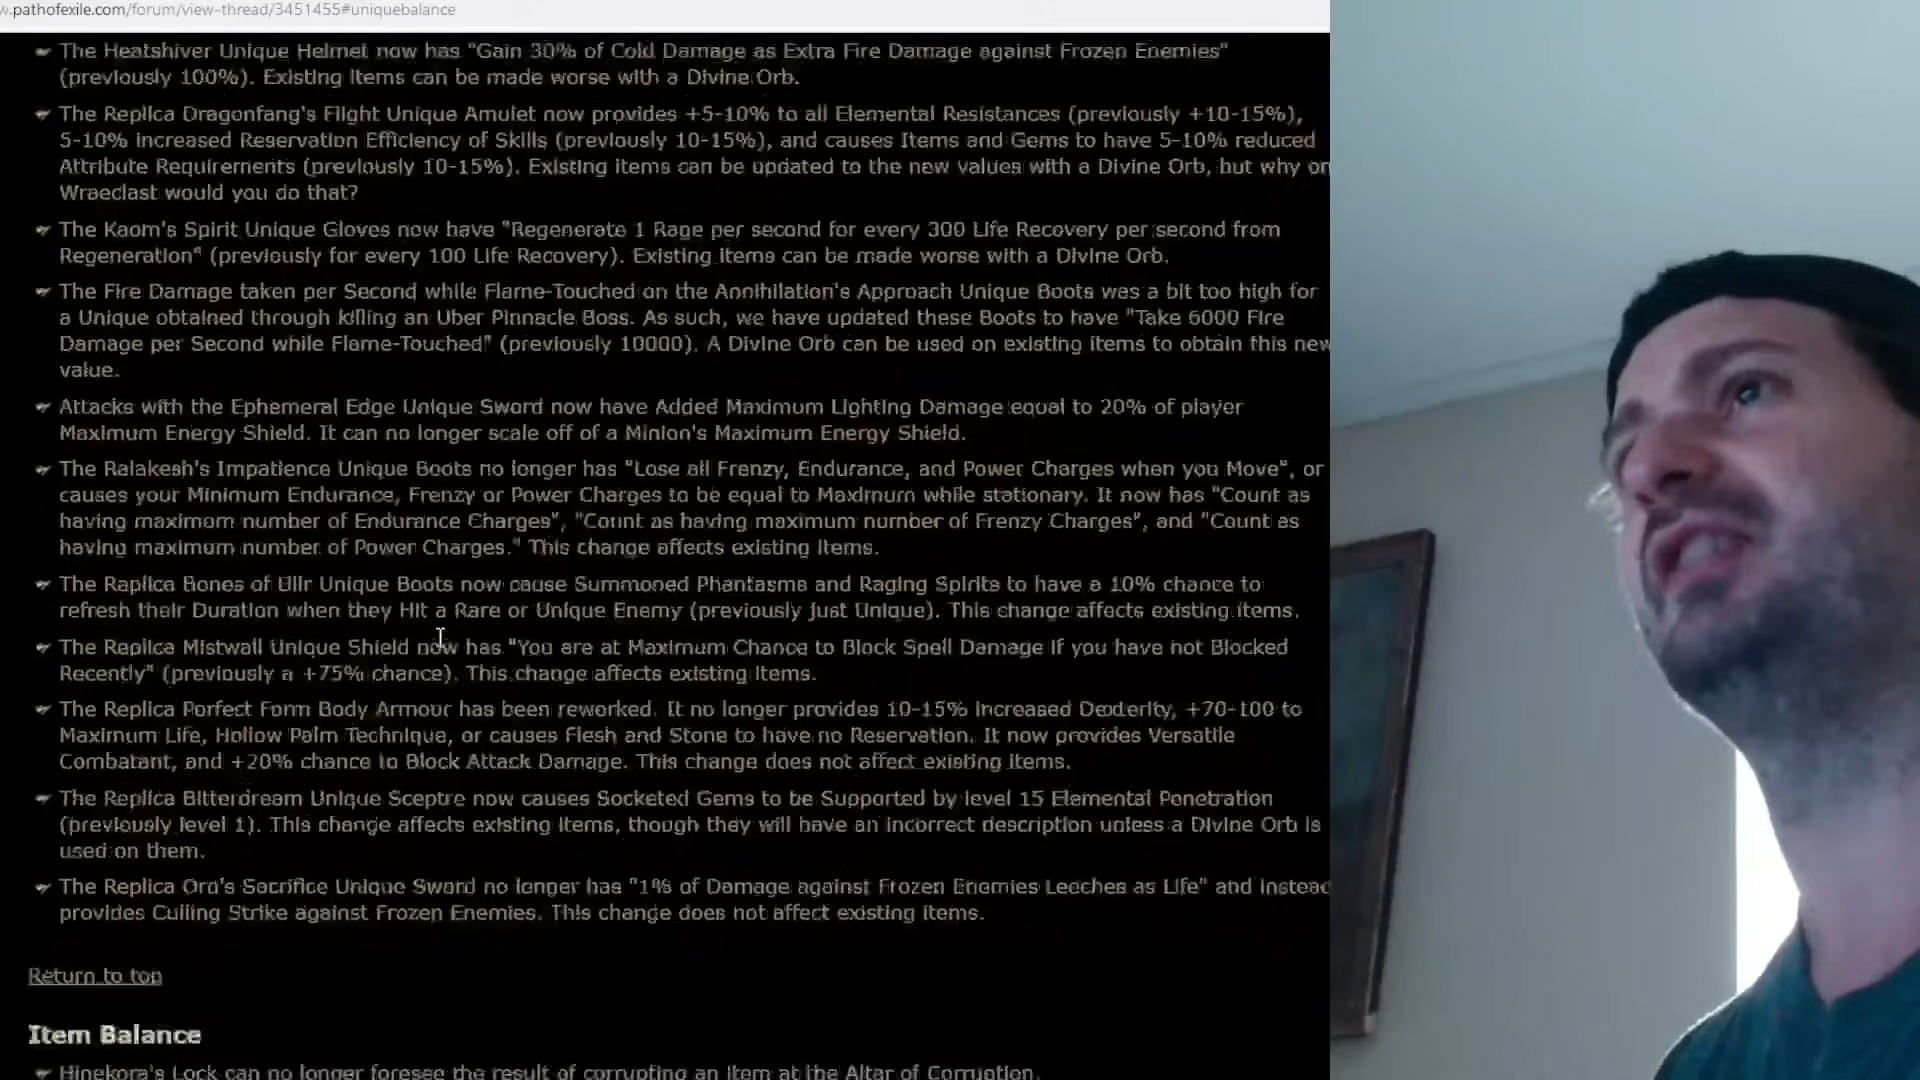 w.pathofexile.com/forum/view-thread/3451455#uniquebalance
The Heatshiver Unique Helmet now has "Gain 30% of Cold Damage as Extra Fire Damage against Frozen Enemies"
(previously 100%). Existing items can be made worse with a Divine Orb.
The Replica Dragonfang's Flight Unique Amulet now provides +5-10% to all Elemental Resistances (previously +10-15%),
5-10% increased Reservation Efficiency of Skills (previously 10-15%), and causes Items and Gems to have 5-10% reduced
Attribute Requirements (previously 10-15%). Existing items can be updated to the new values with a Divine Orb, but why on
Wraeclast would you do that?
The Kaom's Spirit Unique Gloves now have "Regenerate 1 Rage per second for every 300 Life Recovery per second from
Regeneration" (previously for every 100 Life Recovery). Existing items can be made worse with a Divine Orb.
The Fire Damage taken per Second while Flame-Touched on the Annihilation's Approach Unique Boots was a bit too high for
a Unique obtained through killing an Uber Pinnacle Boss. As such, we have updated these Boots to have "Take 6000 Fire
Damage per Second while Flame-Touched" (previously 10000). A Divine Orb can be used on existing items to obtain this new
value.
Attacks with the Ephemeral Edge Unique Sword now have Added Maximum Lighting Damage equal to 20% of player
Maximum Energy Shield. It can no longer scale off of a Minion's Maximum Energy Shield.
The Ralakesh's Impatience Unique Boots no longer has "Lose all Frenzy, Endurance, and Power Charges when you Move", or
causes your Minimum Endurance, Frenzy or Power Charges to be equal to Maximum while stationary. It now has "Count as
having maximum number of Endurance Charges", "Count as having maximum number of Frenzy Charges", and "Count as
having maximum number of Power Charges." This change affects existing items.
The Replica Bones of Ullr Unique Boots now cause Summoned Phantasms and Raging Spirits to have a 10% chance to
refresh their Duration when they Hit a Rare or Unique Enemy (previously just Unique). This change affects existing items.
The Replica Mistwall Unique Shield now has "You are at Maximum Chance to Block Spell Damage if you have not Blocked
Recently" (previously a +75% chance). This change affects existing items.
The Replica Perfect Form Body Armour has been reworked. It no longer provides 10-15% increased Dexterity, +70-100 to
Maximum Life, Hollow Palm Technique, or causes Flesh and Stone to have no Reservation. It now provides Versatile
Combatant, and +20% chance to Block Attack Damage. This change does not affect existing items.
The Replica Bitterdream Unique Sceptre now causes Socketed Gems to be Supported by level 15 Elemental Penetration
(previously level 1). This change affects existing items, though they will have an incorrect description unless a Divine Orb is
used on them.
The Replica Oro's Sacrifice Unique Sword no longer has "1% of Damage against Frozen Enemies Leeches as Life" and instead
provides Culling Strike against Frozen Enemies. This change does not affect existing items.
Return to top
Item Balance
Hinekora's Lock can no longer foresee the result of corrupting an item at the Altar of Corruption.